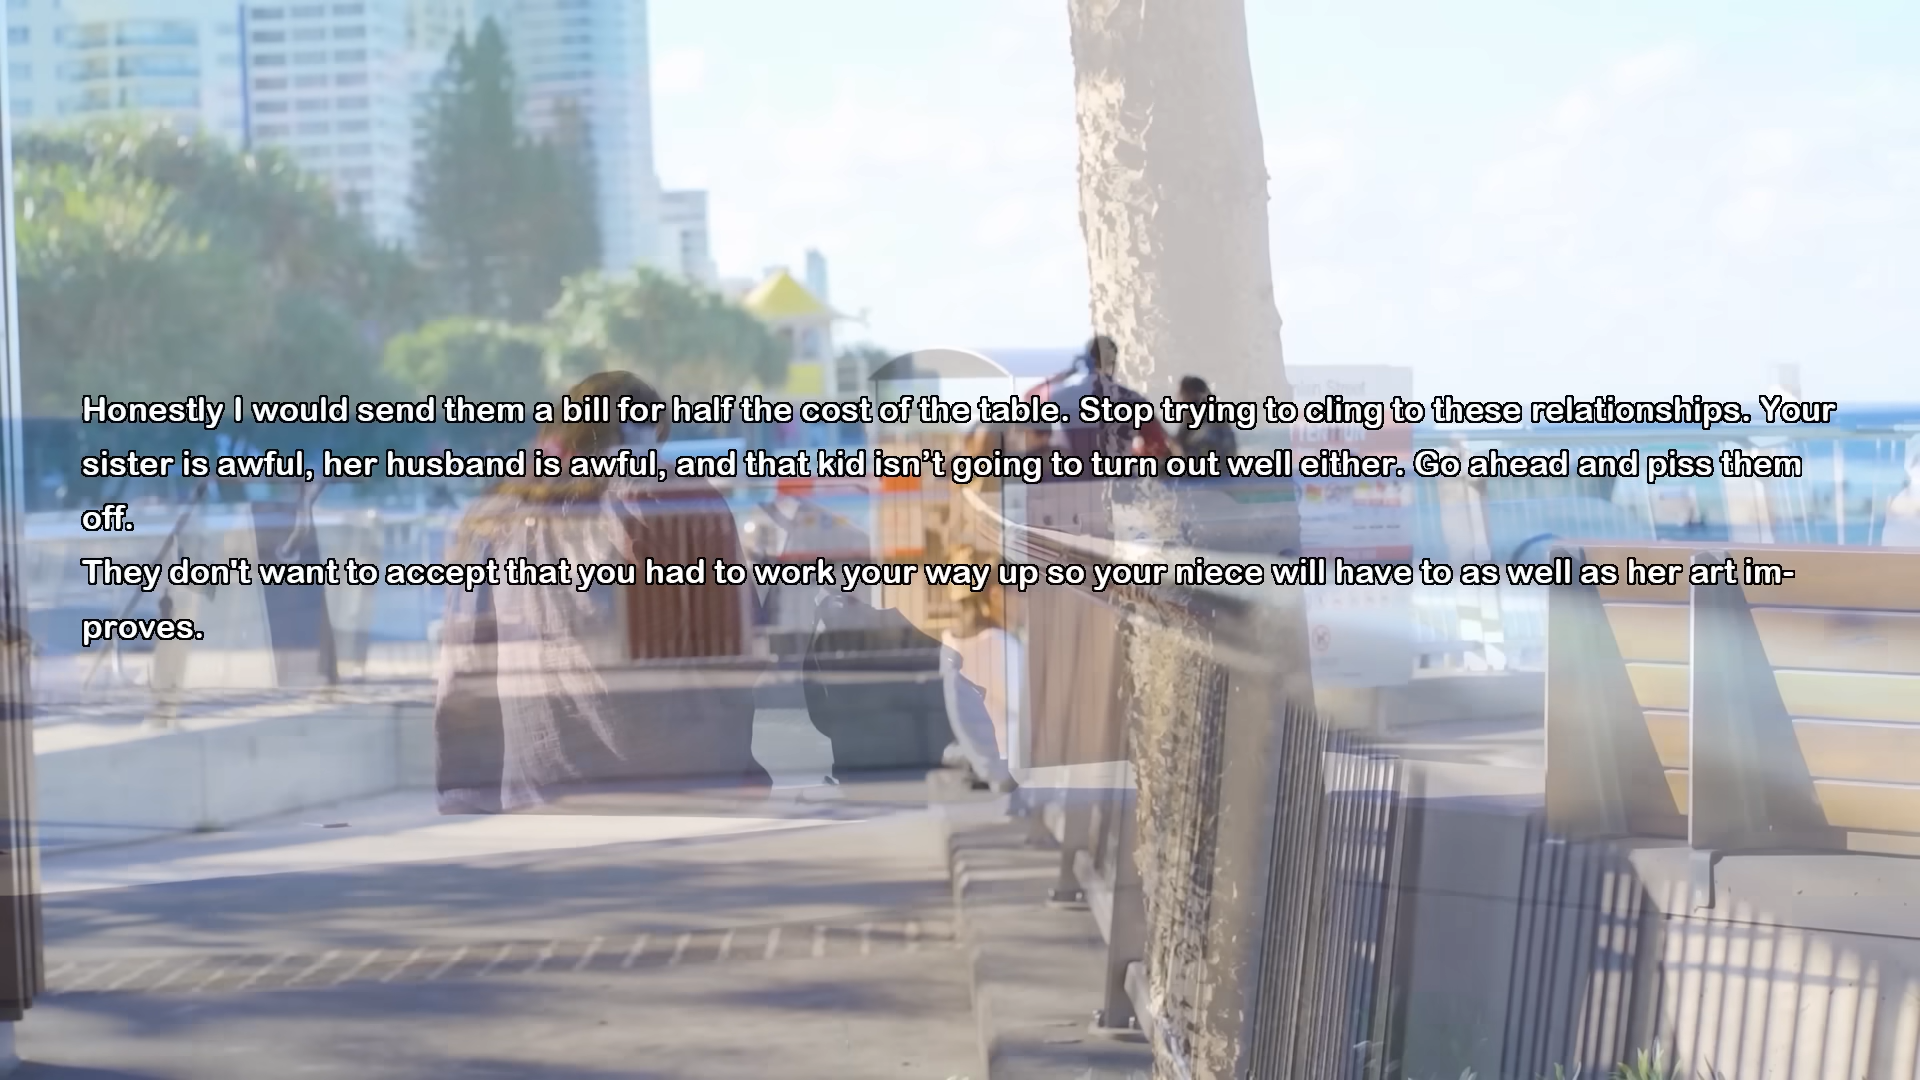 Honestly I would send them a bill for half the cost of the table. Stop trying to cling to these relationships. Your
sister is awful, her husband is awful, and that kid isn’t going to turn out well either. Go ahead and piss them
off.
They don't want to accept that you had to work your way up so your niece will have to as well as her art im-
proves.